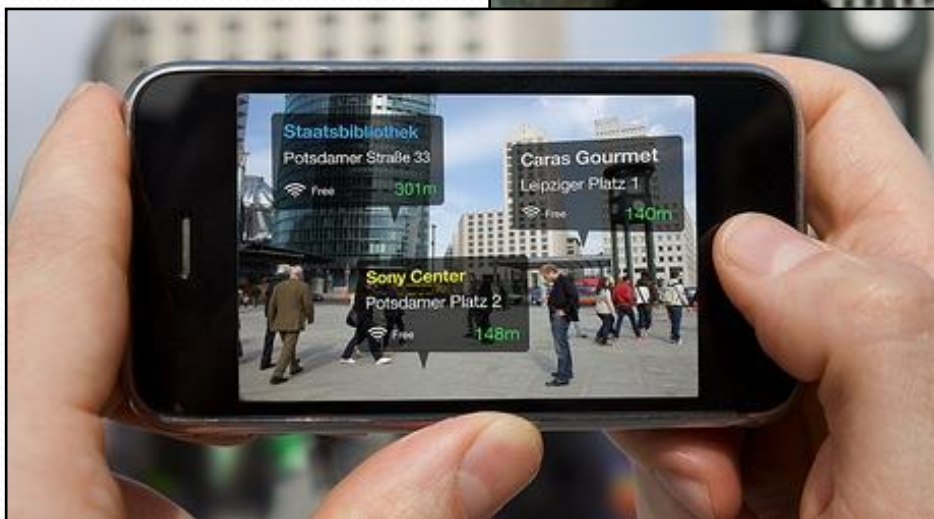 Staatsbibliothek
Potsdamer Straße 33
Free
301m
Caras Gourmet
Leipziger Platz 1
Free
140m
Sony Center
Potsdamer Platz 2
Free
148m